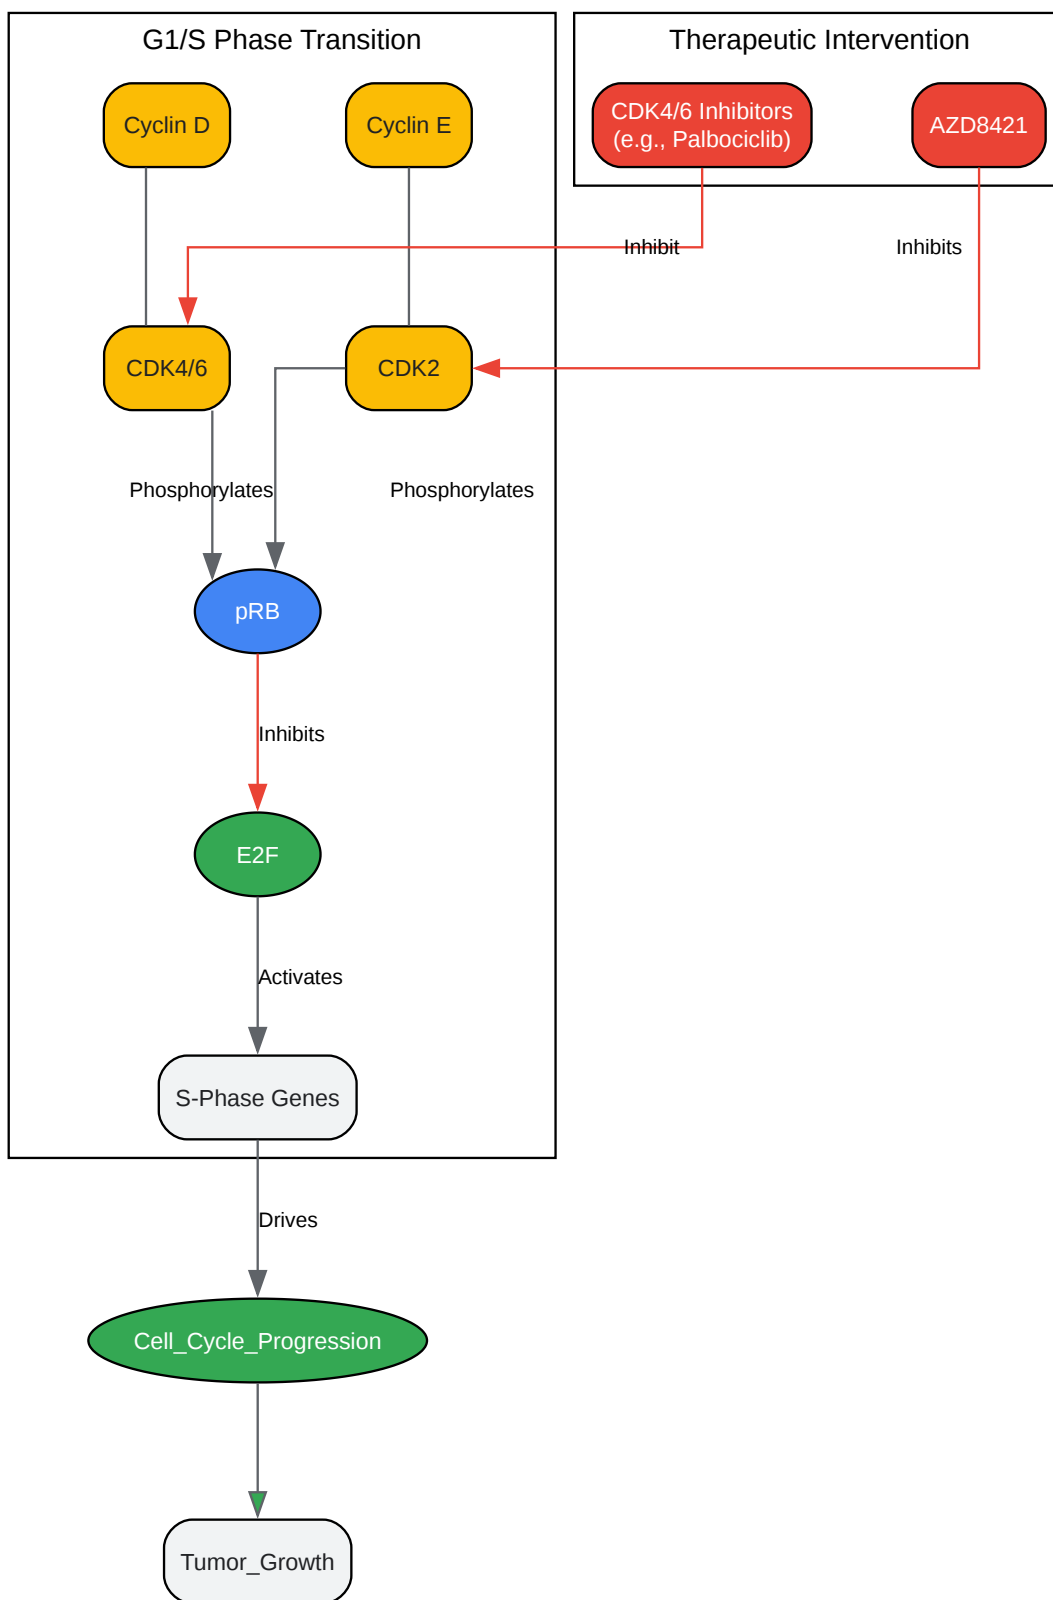 G1/S Phase Transition
Therapeutic Intervention
Cyclin D
Cyclin E
CDK4/6 Inhibitors
(e.g., Palbociclib)
AZD8421
Inhibit
Inhibits
CDK4/6
CDK2
Phosphorylates
Phosphorylates
pRB
Inhibits
E2F
Activates
S-Phase Genes
Drives
Cell_Cycle_Progression
Tumor_Growth